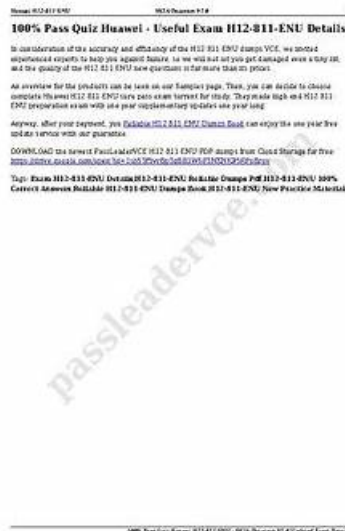 Huawei H12-811-ENU
100% Pass Quiz Huawei - Useful Exam H12-811-ENU Details
In consideration of the accuracy and efficiency of the H12-811-ENU dumps VCE, we invited
experienced experts to help you against failure, so we will not let you get damaged even a tiny bit,
and the quality of the H12-811-ENU new questions is far more than its prices.
An overview for the products can be seen on our Samples page. Then, you can decide to choose
complete Huawei H12-811-ENU sure pass exam torrent for study. They made high-end H12-811-
ENU preparation exam with one year supplementary updates one year long.
Anyway, after your payment, you Reliable H12-811-ENU Dumps Book can enjoy the one year free
update service with our guarantee.
DOWNLOAD the newest PassLeaderVCE H12-811-ENU PDF dumps from Cloud Storage for free:
Tags: Exam H12-811-ENU Details,H12-811-ENU Reliable Dumps Pdf,H12-811-ENU 100%
Correct Answers,Reliable H12-811-ENU Dumps Book,H12-811-ENU New Practice Materials
passleadervce.com